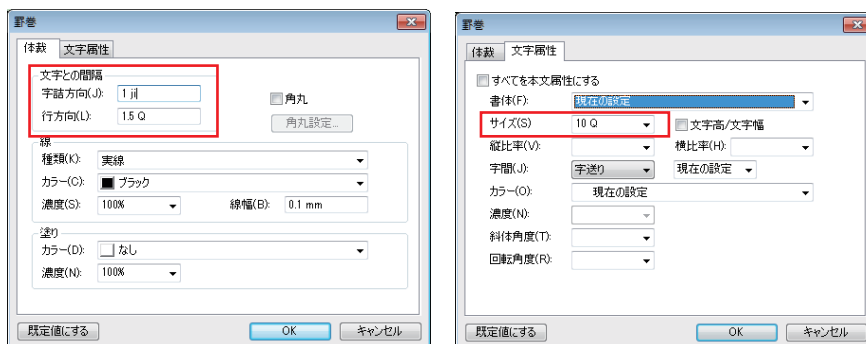 罫巻
体裁 文字属性
文字との間隔
字詰方向(J): 1 ji
行方向(L): 1.5 Q
角丸
角丸設定...
線
種類(K): 実線
カラー(C): ブラック
濃度(S): 100% 線幅(B): 0.1 mm
塗り
カラー(D): なし
濃度(N): 100%
既定値にする OK キャンセル
罫巻
体裁 文字属性
すべてを本文属性にする
書体(F): 現在の設定
サイズ(S) 10 Q 文字高/文字幅
縦比率(V): 横比率(H):
字間(J): 字送り 現在の設定
カラー(O): 現在の設定
濃度(N):
斜体角度(T):
回転角度(R):
既定値にする OK キャンセル